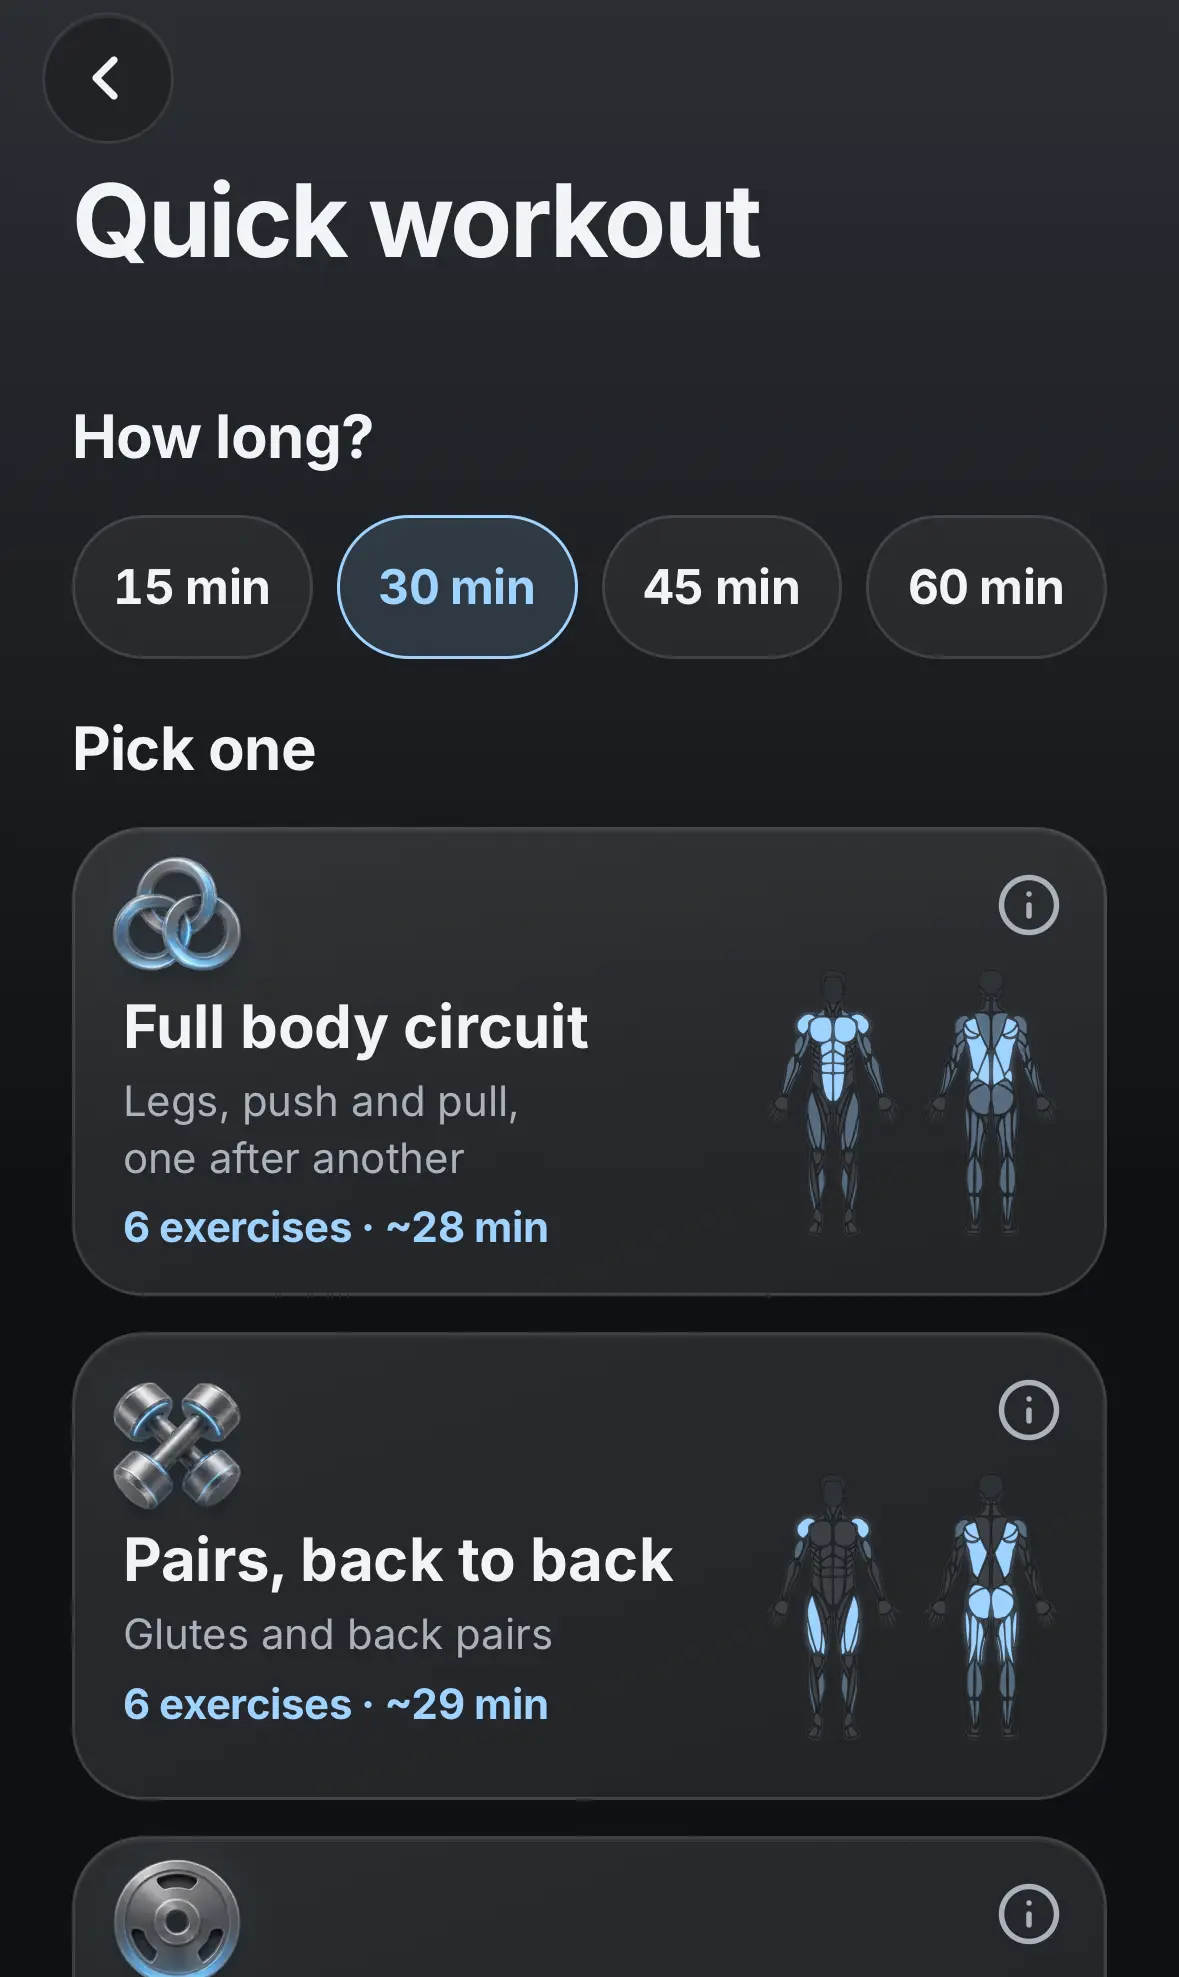 Quick workout
How long?
15 min
30 min
45 min
60 min
Pick one
Full body circuit
Legs, push and pull,
one after another
6 exercises · ~28 min
Pairs, back to back
Glutes and back pairs
6 exercises · ~29 min